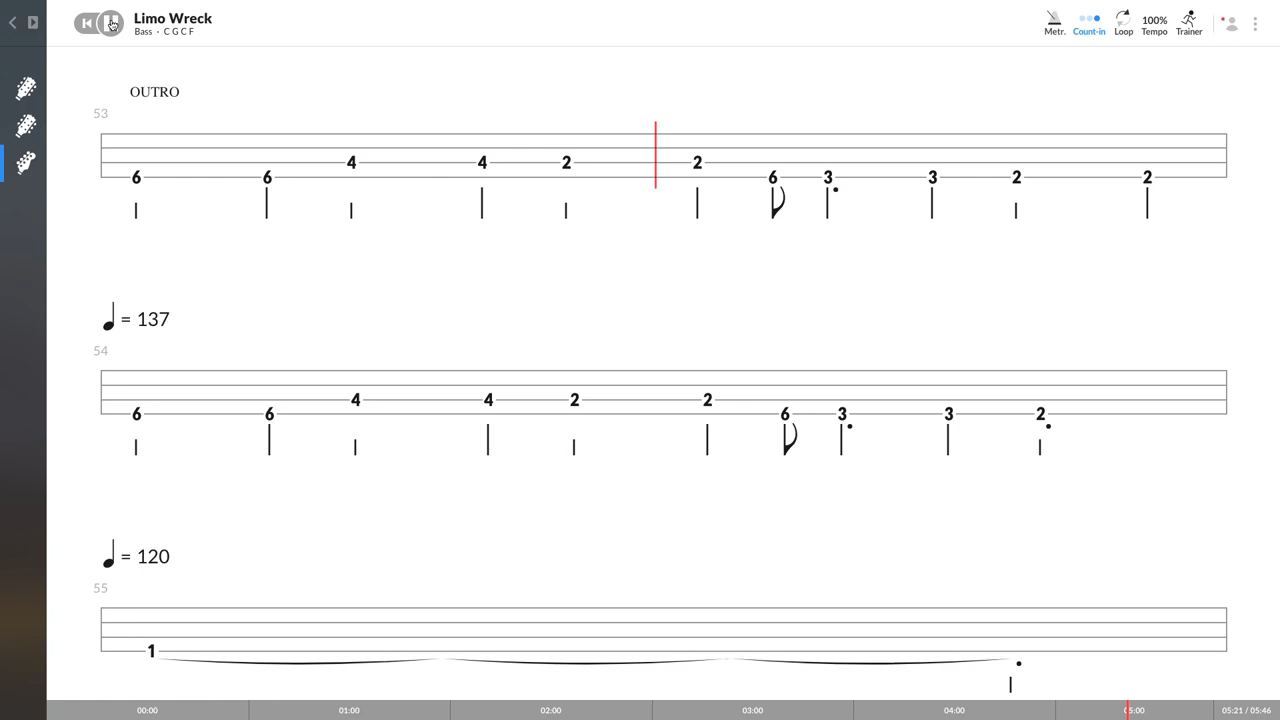 Limo Wreck
Bass · C G C F
Metr. Count-in Loop 100% Tempo Trainer
OUTRO
53
6 6 4 4 2 2 6 3 3 2 2
= 137
54
6 6 4 4 2 2 6 3 3 2
= 120
55
1
00:00 01:00 02:00 03:00 04:00 05:00 05:21 / 05:46